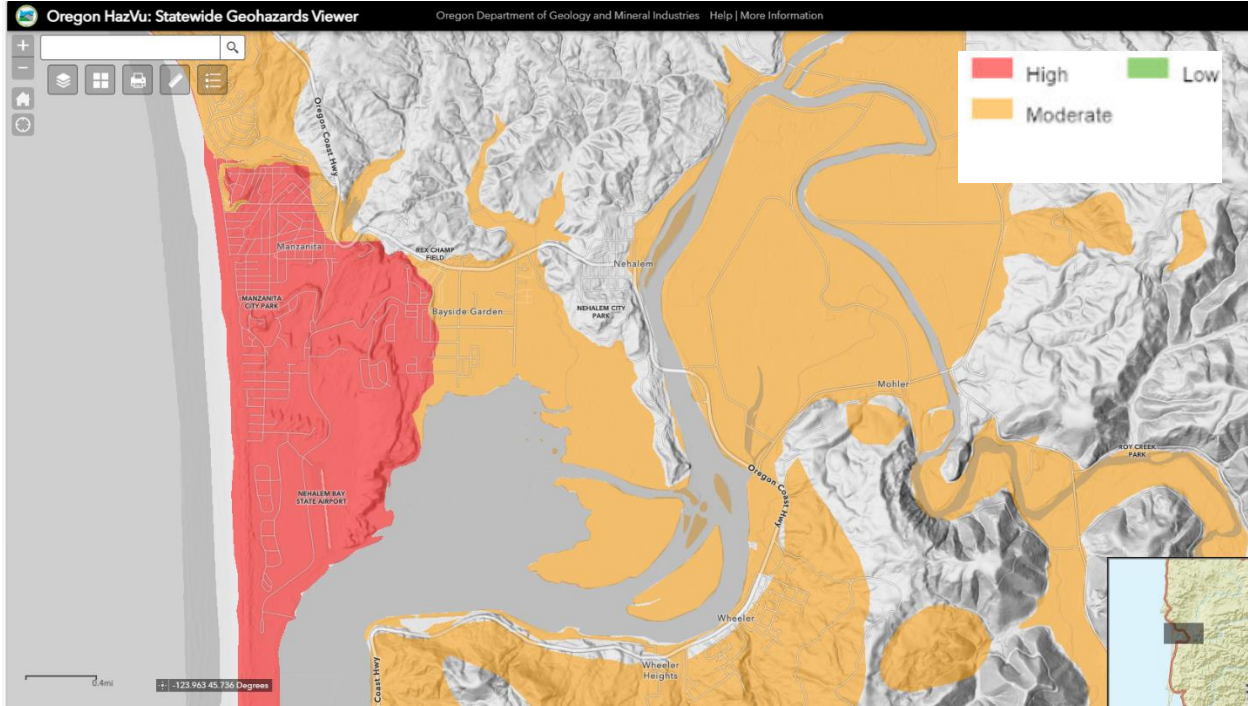 Oregon HazVu: Statewide Geohazards Viewer
Oregon Department of Geology and Mineral Industries Help | More Information
+
−
High
Low
Moderate
Oregon Coast Hwy
Manzanita
REX CHAMP
FIELD
Nehalem
MANZANITA
CITY PARK
Bayside Garden
NEHALEM CITY
PARK
Mohler
ROY CREEK
PARK
Oregon Coast Hwy
NEHALEM BAY
STATE AIRPORT
Wheeler
Wheeler
Heights
Coast Hwy
0.4mi
-123.963 45.736 Degrees